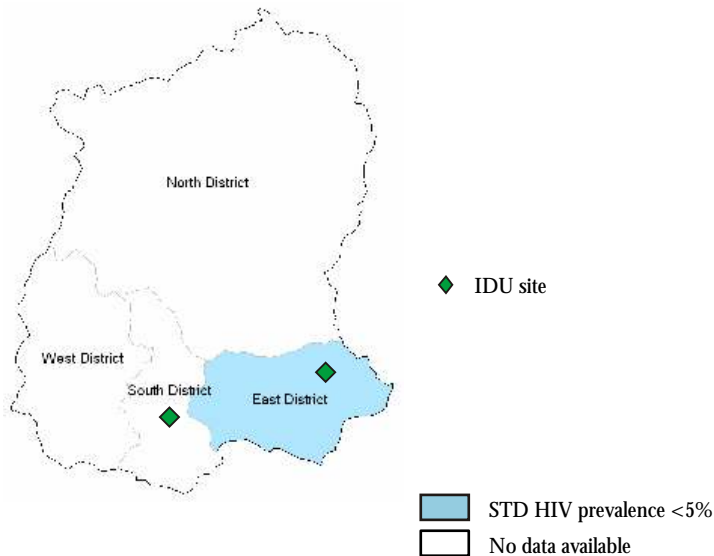 North District
IDU site
West District
South District
East District
STD HIV prevalence <5%
No data available